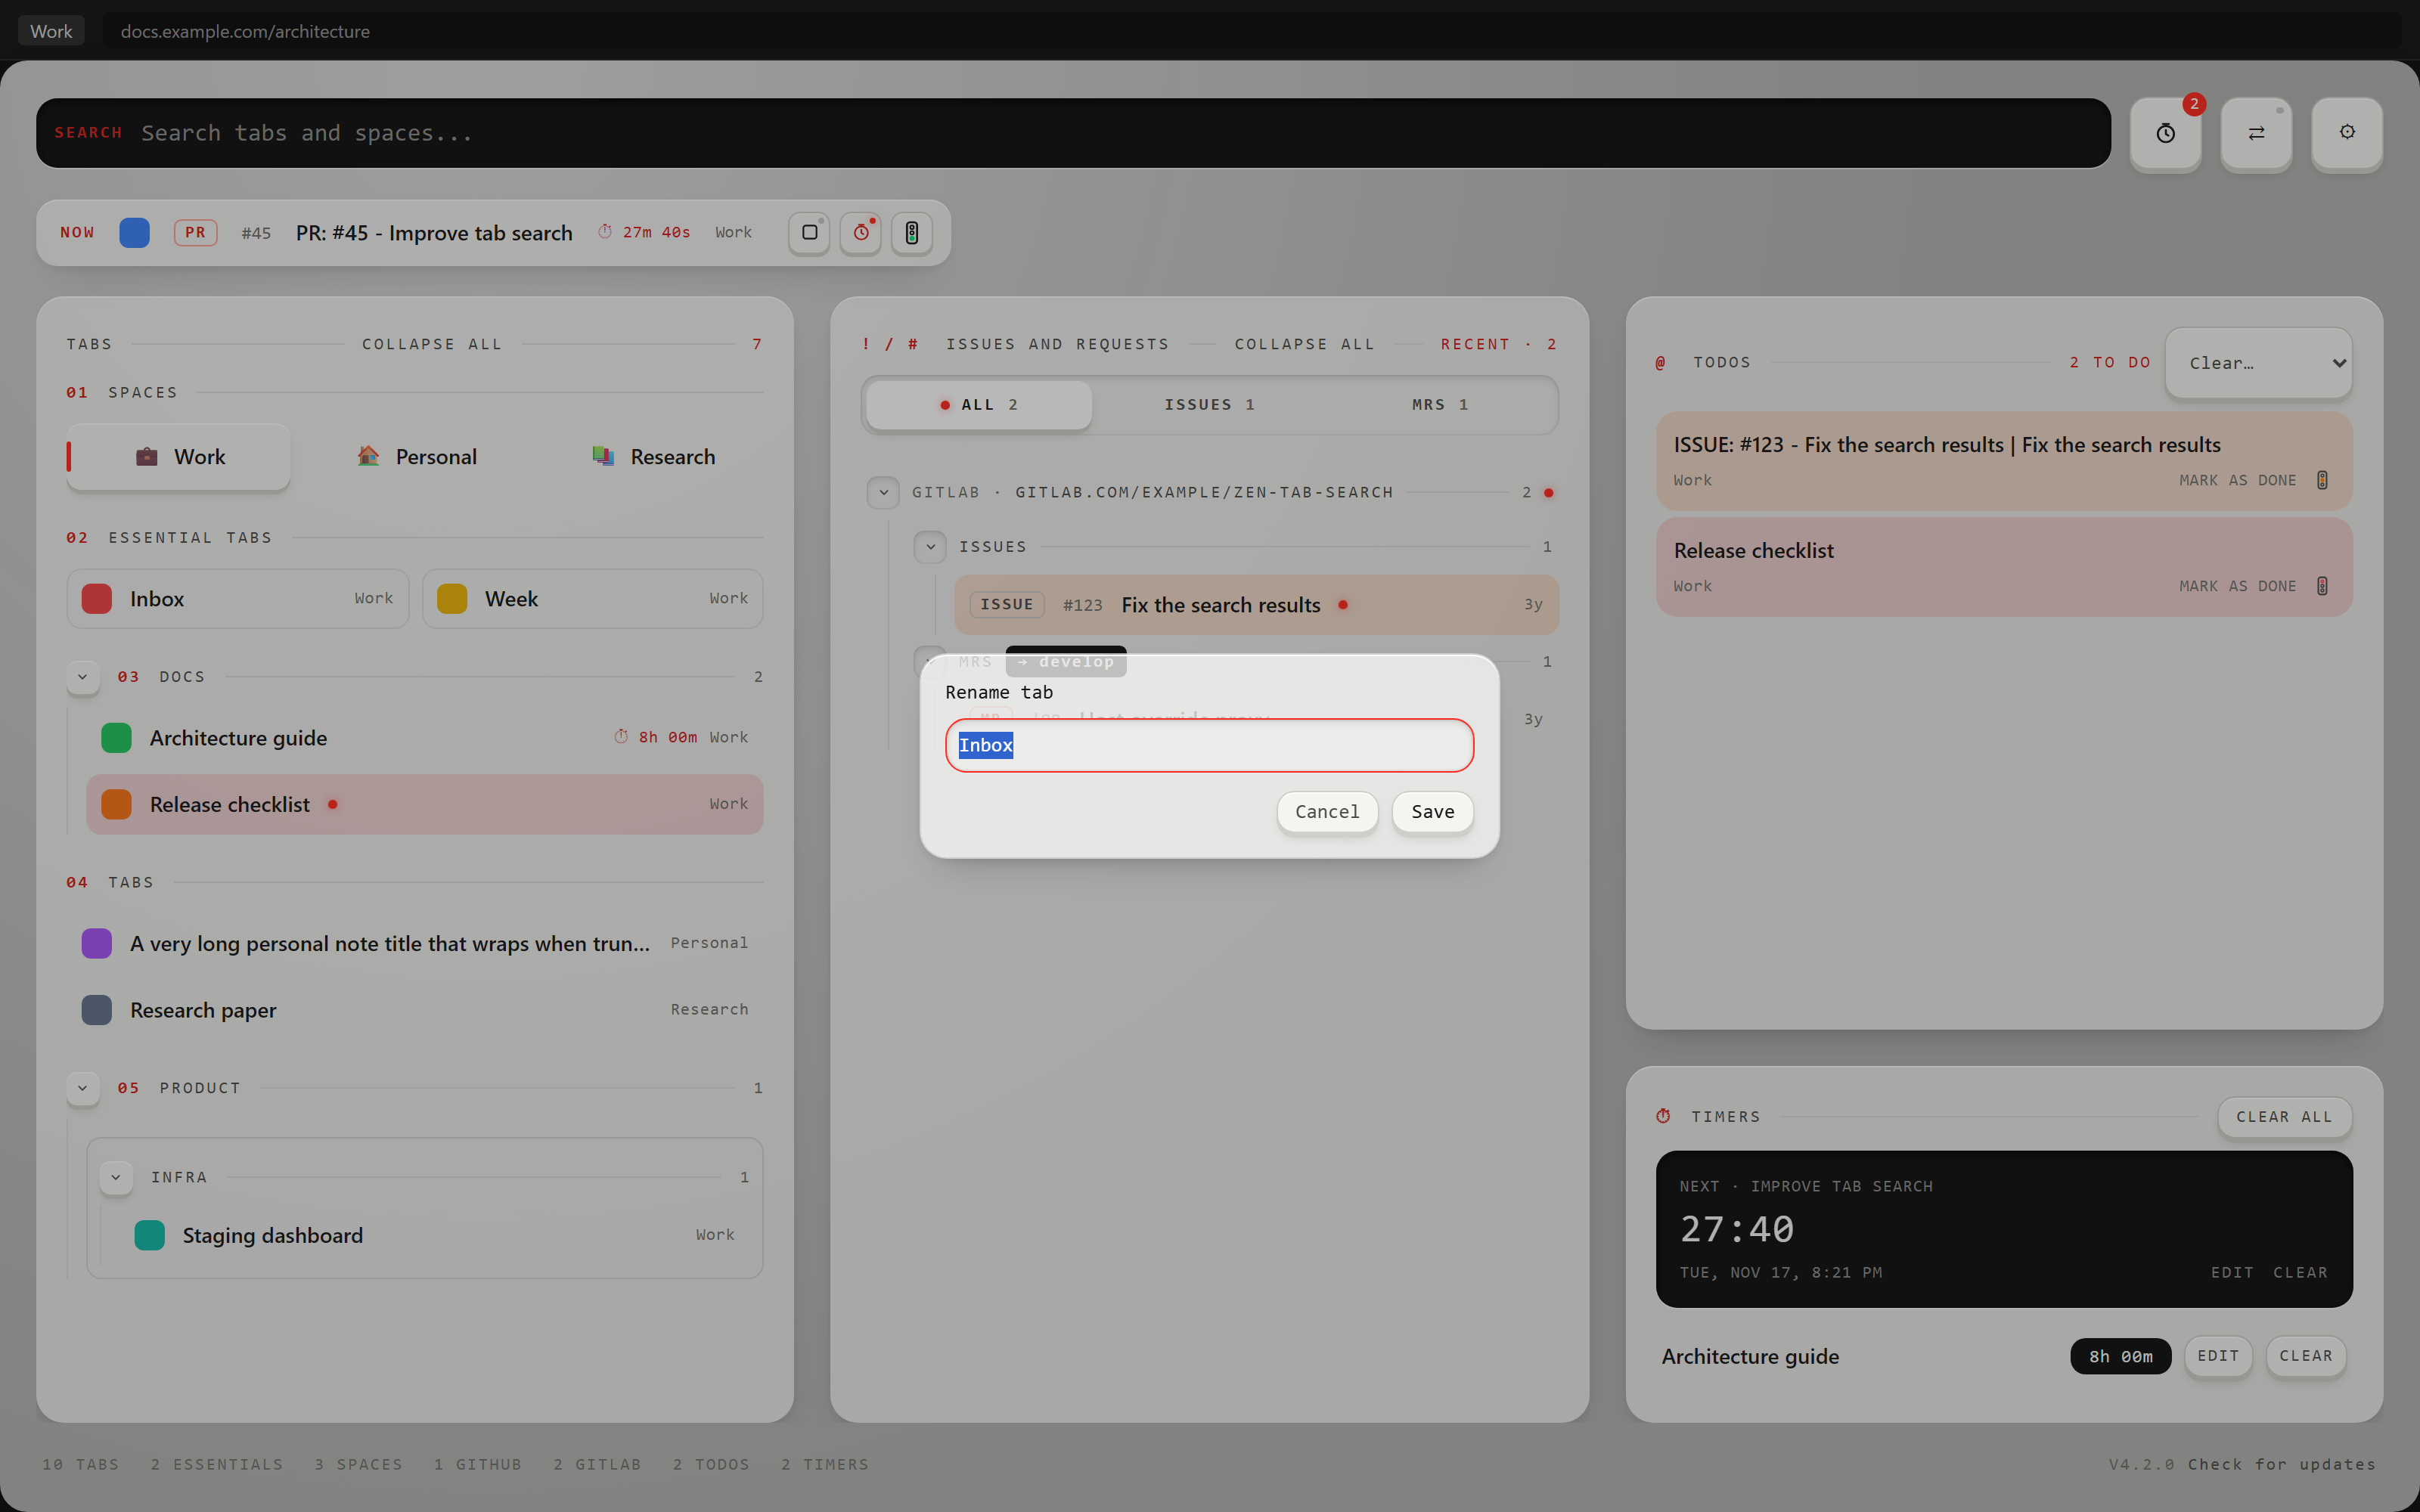 Work docs.example.com/architecture
SEARCH Search tabs and spaces...
2
NOW PR #45 PR: #45 - Improve tab search 27m 40s Work
TABS COLLAPSE ALL 7
01 SPACES
Work Personal Research
02 ESSENTIAL TABS
Inbox Work Week Work
03 DOCS 2
Architecture guide 8h 00m Work
Release checklist Work
04 TABS
A very long personal note title that wraps when trun... Personal
Research paper Research
05 PRODUCT 1
INFRA 1
Staging dashboard Work
! / # ISSUES AND REQUESTS COLLAPSE ALL RECENT · 2
ALL 2 ISSUES 1 MRS 1
GITLAB · GITLAB.COM/EXAMPLE/ZEN-TAB-SEARCH 2
ISSUES 1
ISSUE #123 Fix the search results 3y
MRS → develop 1
3y
Rename tab
Inbox
Cancel Save
@ TODOS 2 TO DO Clear…
ISSUE: #123 - Fix the search results | Fix the search results
Work MARK AS DONE
Release checklist
Work MARK AS DONE
TIMERS CLEAR ALL
NEXT · IMPROVE TAB SEARCH
27:40
TUE, NOV 17, 8:21 PM EDIT CLEAR
Architecture guide 8h 00m EDIT CLEAR
10 TABS 2 ESSENTIALS 3 SPACES 1 GITHUB 2 GITLAB 2 TODOS 2 TIMERS
V4.2.0 Check for updates